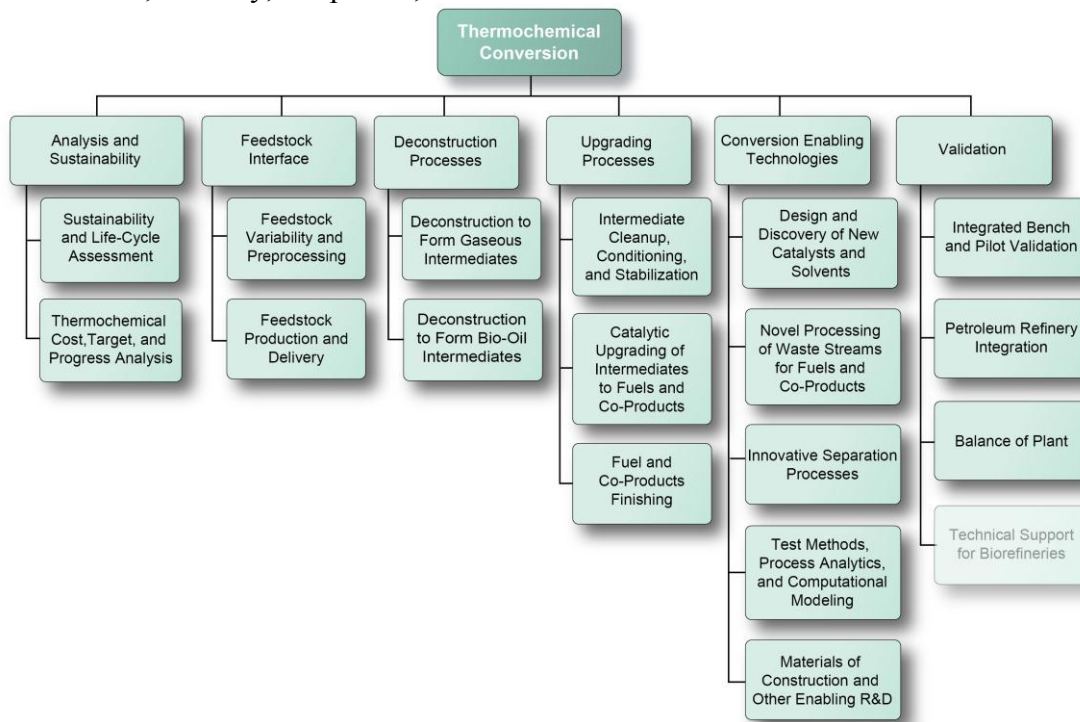 Thermochemical
Conversion
Analysis and
Sustainability
Sustainability
and Life-Cycle
Assessment
Thermochemical
Cost,Target, and
Progress Analysis
Feedstock
Interface
Feedstock
Variability and
Preprocessing
Feedstock
Production and
Delivery
Deconstruction
Processes
Deconstruction to
Form Gaseous
Intermediates
Deconstruction
to Form Bio-Oil
Intermediates
Upgrading
Processes
Intermediate
Cleanup,
Conditioning,
and Stabilization
Catalytic
Upgrading of
Intermediates
to Fuels and
Co-Products
Fuel and
Co-Products
Finishing
Conversion Enabling
Technologies
Design and
Discovery of New
Catalysts and
Solvents
Novel Processing
of Waste Streams
for Fuels and
Co-Products
Innovative Separation
Processes
Test Methods,
Process Analytics,
and Computational
Modeling
Materials of
Construction and
Other Enabling R&D
Validation
Integrated Bench
and Pilot Validation
Petroleum Refinery
Integration
Balance of Plant
Technical Support
for Biorefineries